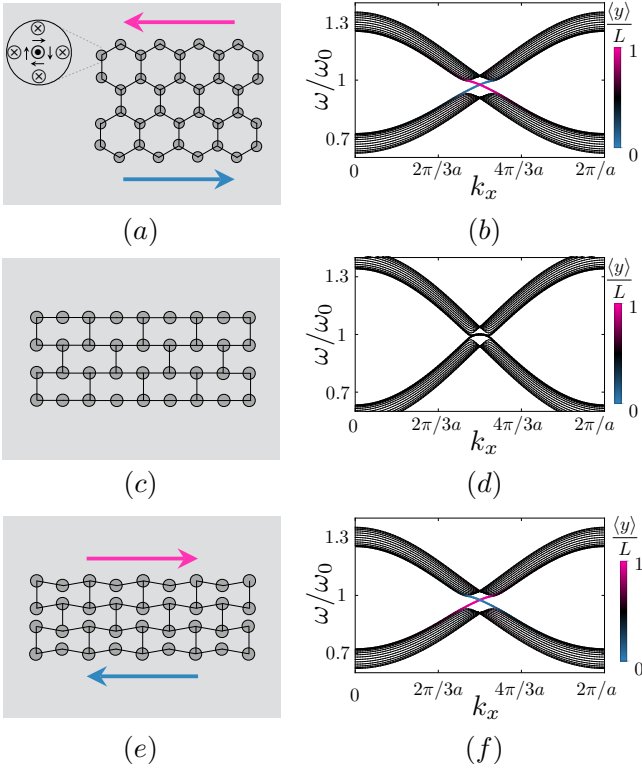 1.3
1
0.7
ω/ω₀
0
2π/3a
4π/3a
2π/a
kₓ
⟨y⟩
L
1
0
(a)
(b)
1.3
1
0.7
ω/ω₀
0
2π/3a
4π/3a
2π/a
kₓ
⟨y⟩
L
1
0
(c)
(d)
1.3
1
0.7
ω/ω₀
0
2π/3a
4π/3a
2π/a
kₓ
⟨y⟩
L
1
0
(e)
(f)